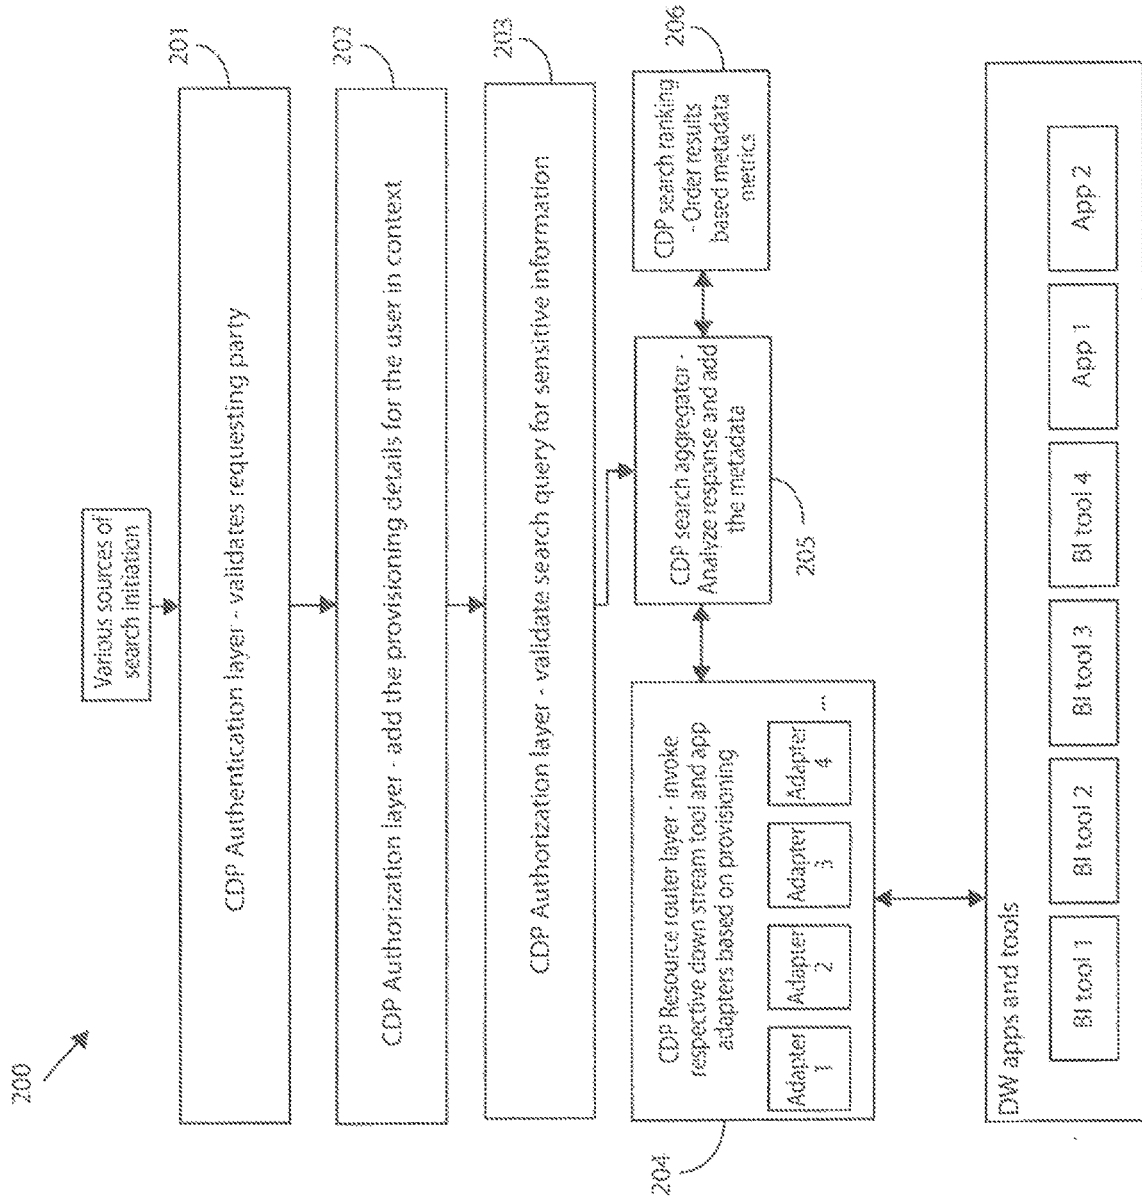 200
Various sources of
search initiation
201
CDP Authentication layer - validates requesting party
202
CDP Authorization layer - add the provisioning details for the user in context
203
CDP Authorization layer - validate search query for sensitive information
204
CDP Resource router layer - invoke
respective down stream tool and app
adapters based on provisioning
Adapter
1
Adapter
2
Adapter
3
Adapter
4
...
CDP search aggregator -
Analyze response and add
the metadata
205
CDP search ranking
- Order results
based metadata
metrics
206
DW apps and tools
BI tool 1
BI tool 2
BI tool 3
BI tool 4
App 1
App 2